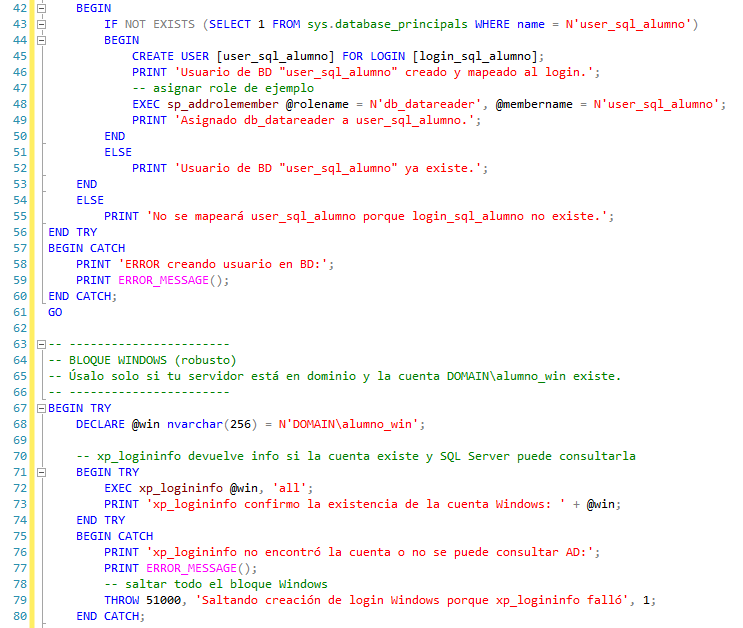 42 BEGIN
43 IF NOT EXISTS (SELECT 1 FROM sys.database_principals WHERE name = N'user_sql_alumno')
44 BEGIN
45 CREATE USER [user_sql_alumno] FOR LOGIN [login_sql_alumno];
46 PRINT 'Usuario de BD "user_sql_alumno" creado y mapeado al login.';
47 -- asignar role de ejemplo
48 EXEC sp_addrolemember @rolename = N'db_datareader', @membername = N'user_sql_alumno';
49 PRINT 'Asignado db_datareader a user_sql_alumno.';
50 END
51 ELSE
52 PRINT 'Usuario de BD "user_sql_alumno" ya existe.';
53 END
54 ELSE
55 PRINT 'No se mapeará user_sql_alumno porque login_sql_alumno no existe.';
56 END TRY
57 BEGIN CATCH
58 PRINT 'ERROR creando usuario en BD:';
59 PRINT ERROR_MESSAGE();
60 END CATCH;
61 GO
62
63 -- -----------------------
64 -- BLOQUE WINDOWS (robusto)
65 -- Úsalo solo si tu servidor está en dominio y la cuenta DOMAIN\alumno_win existe.
66 -- -----------------------
67 BEGIN TRY
68 DECLARE @win nvarchar(256) = N'DOMAIN\alumno_win';
69
70 -- xp_logininfo devuelve info si la cuenta existe y SQL Server puede consultarla
71 BEGIN TRY
72 EXEC xp_logininfo @win, 'all';
73 PRINT 'xp_logininfo confirmo la existencia de la cuenta Windows: ' + @win;
74 END TRY
75 BEGIN CATCH
76 PRINT 'xp_logininfo no encontró la cuenta o no se puede consultar AD:';
77 PRINT ERROR_MESSAGE();
78 -- saltar todo el bloque Windows
79 THROW 51000, 'Saltando creación de login Windows porque xp_logininfo falló', 1;
80 END CATCH;